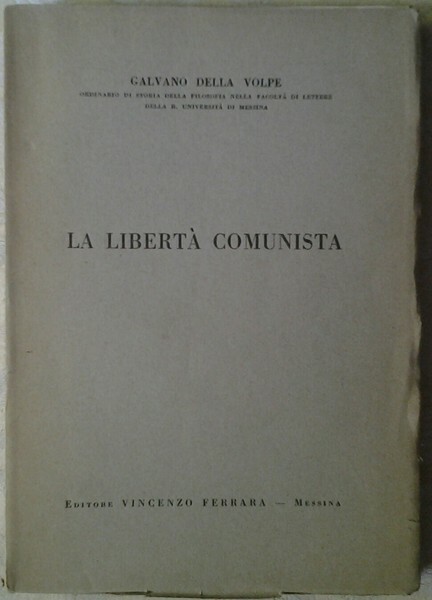 GALVANO DELLA VOLPE
ORDINARIO DI STORIA DELLA FILOSOFIA NELLA FACOLTÀ DI LETTERE
DELLA R. UNIVERSITÀ DI MESSINA
LA LIBERTÀ COMUNISTA
EDITORE VINCENZO FERRARA — MESSINA